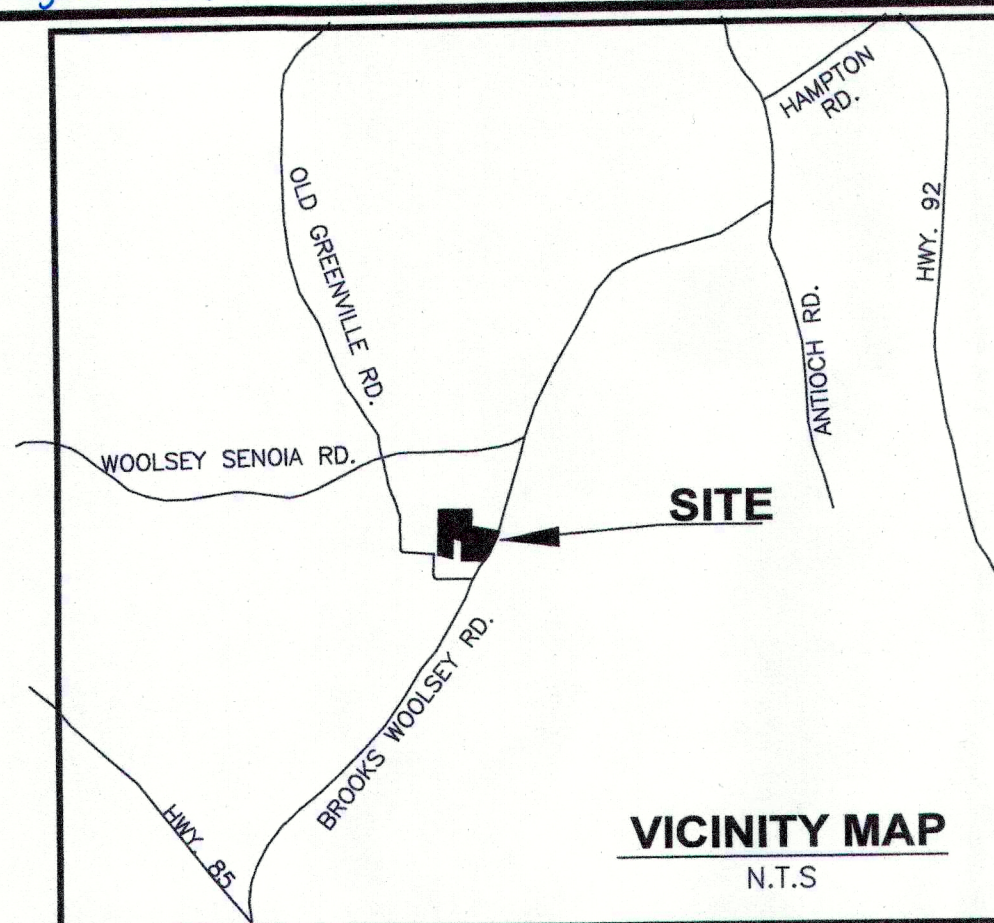 HAMPTON
RD.
OLD GREENVILLE RD.
HWY. 92
ANTIOCH RD.
WOOLSEY SENOIA RD.
SITE
BROOKS WOOLSEY RD.
HWY 85
VICINITY MAP
N.T.S